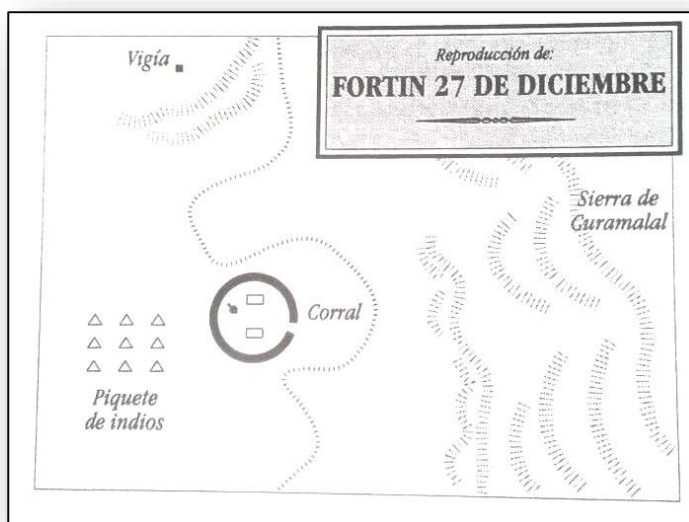 Vigía
Reproducción de:
FORTIN 27 DE DICIEMBRE
Sierra de
Curamalal
Corral
Piquete
de indios